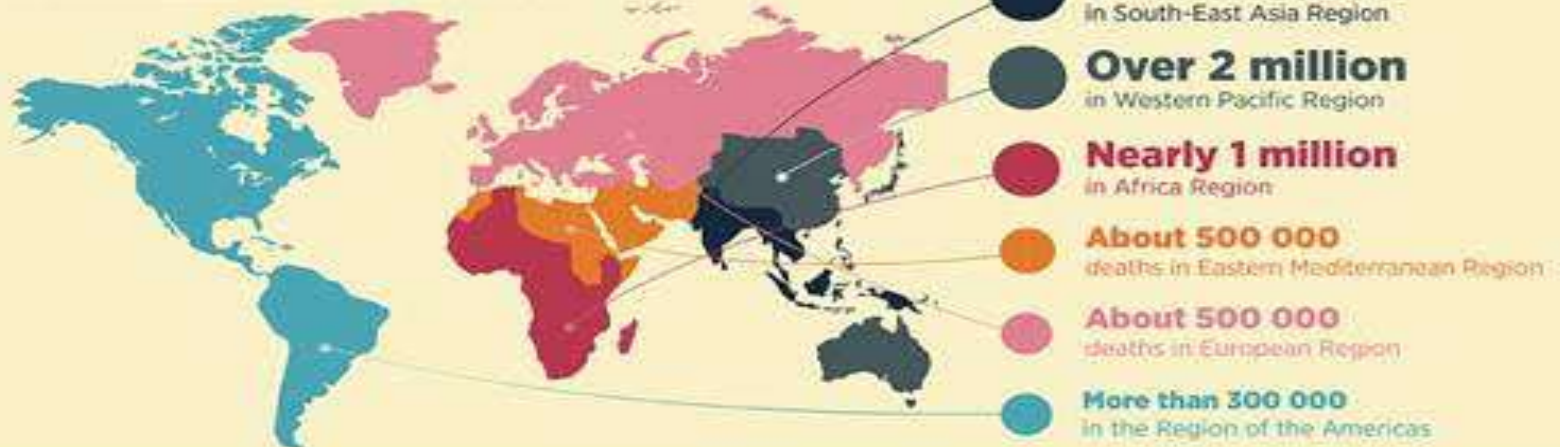 in South-East Asia Region
Over 2 million
in Western Pacific Region
Nearly 1 million
in Africa Region
About 500 000
deaths in Eastern Mediterranean Region
About 500 000
deaths in European Region
More than 300 000
in the Region of the Americas